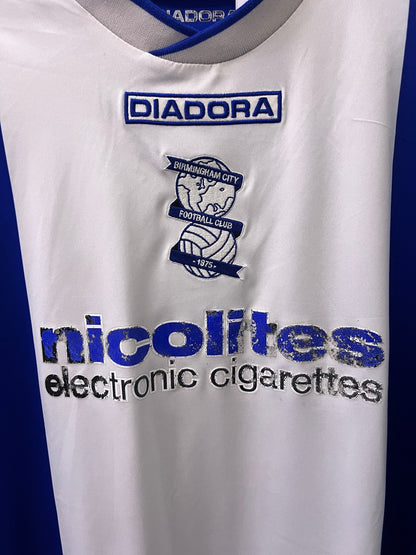 DIADORA
DIADORA
BIRMINGHAM CITY
FOOTBALL CLUB
-1875-
nicolites
electronic cigarettes